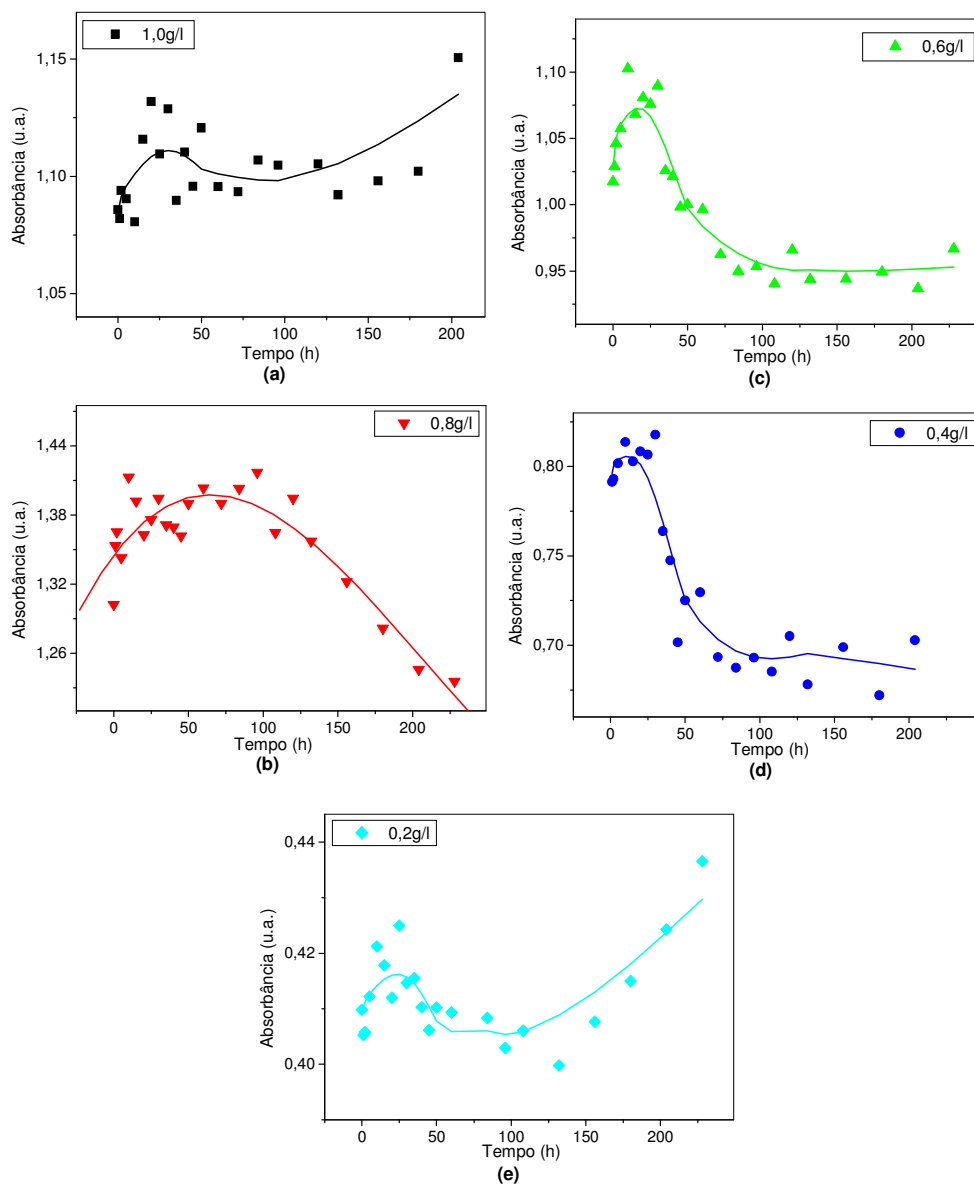 1,0g/l
1,15
1,10
1,05
Absorbância (u.a.)
0 50 100 150 200
Tempo (h)
(a)
0,6g/l
1,10
1,05
1,00
0,95
Absorbância (u.a.)
0 50 100 150 200
Tempo (h)
(c)
0,8g/l
1,44
1,38
1,32
1,26
Absorbância (u.a.)
0 50 100 150 200
Tempo (h)
(b)
0,4g/l
0,80
0,75
0,70
Absorbância (u.a.)
0 50 100 150 200
Tempo (h)
(d)
0,2g/l
0,44
0,42
0,40
Absorbância (u.a.)
0 50 100 150 200
Tempo (h)
(e)